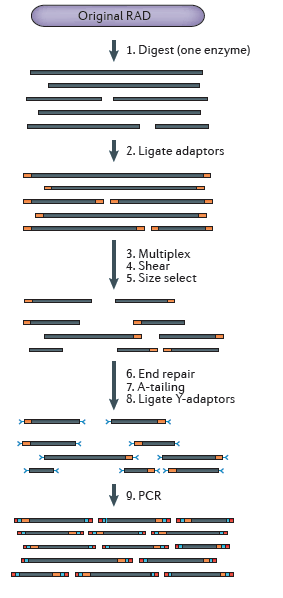 Original RAD
1. Digest (one enzyme)
2. Ligate adaptors
3. Multiplex
4. Shear
5. Size select
6. End repair
7. A-tailing
8. Ligate Y-adaptors
9. PCR